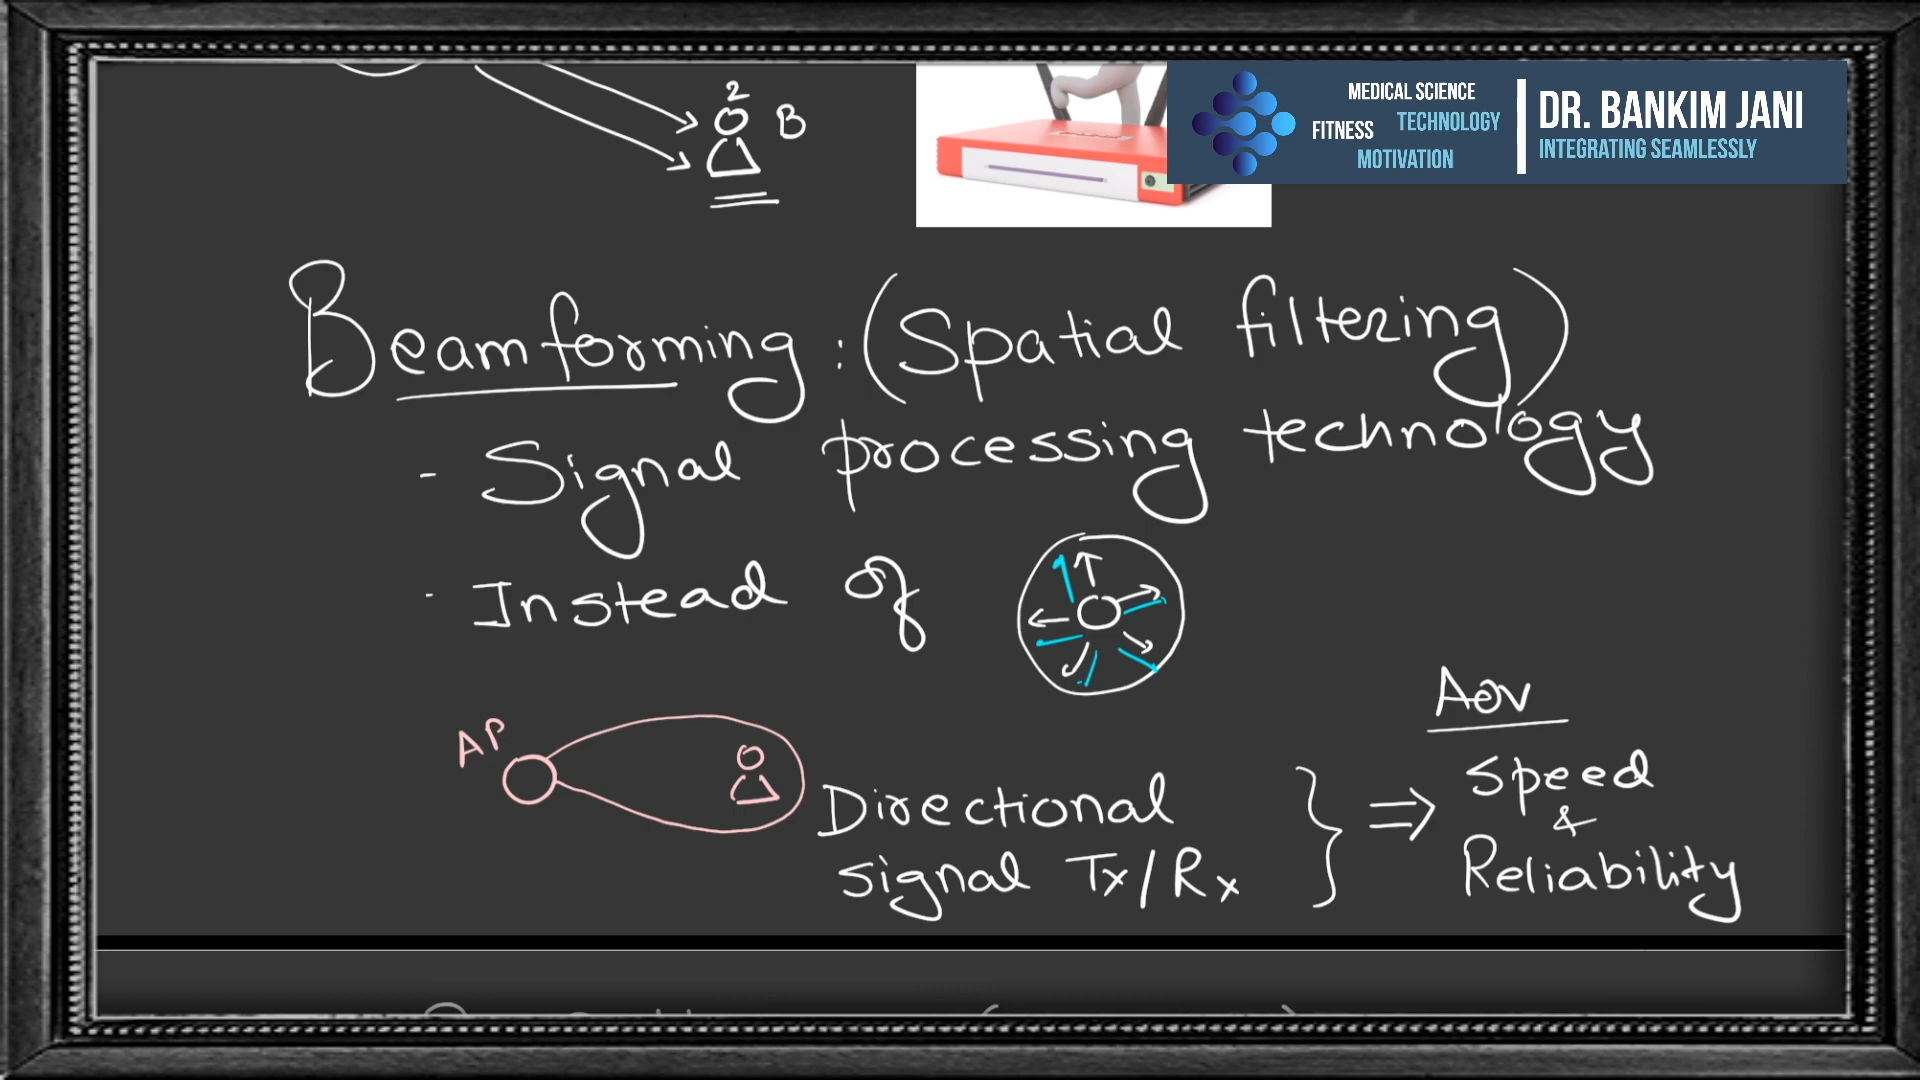 2
B
MEDICAL SCIENCE
FITNESS TECHNOLOGY
MOTIVATION
DR. BANKIM JANI
INTEGRATING SEAMLESSLY
Beamforming : (Spatial filtering)
- Signal processing technology
- Instead of
AP
Directional
signal Tx/Rx
} ⇒
Adv
Speed
&
Reliability